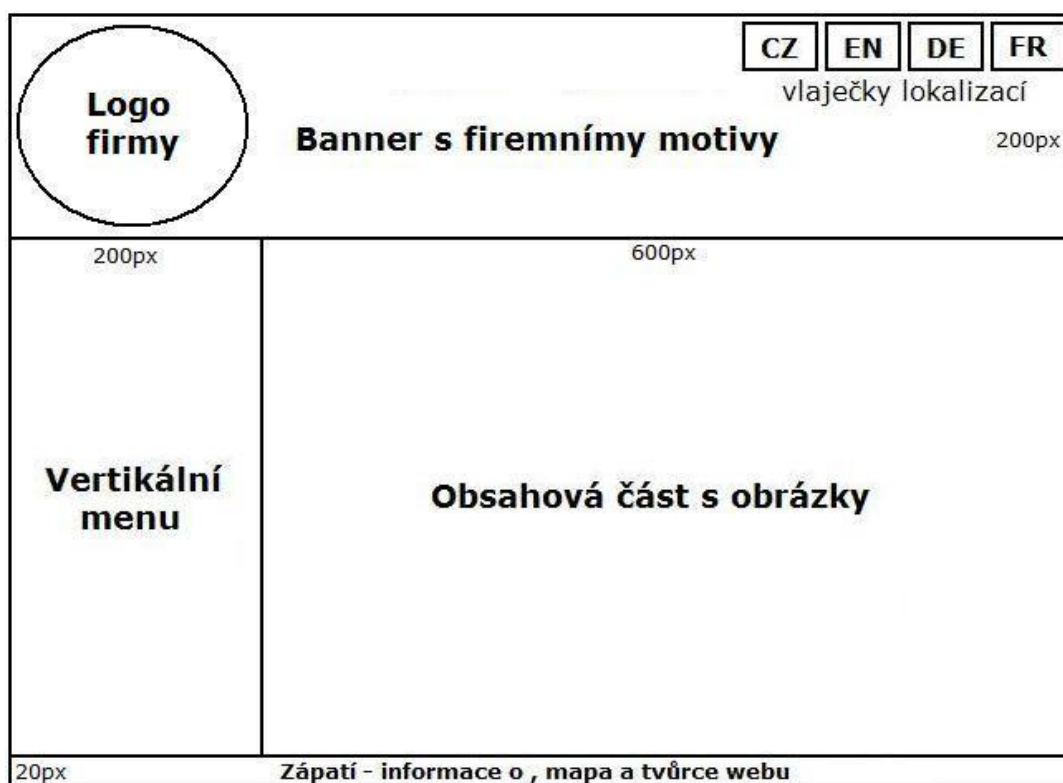 CZ EN DE FR
vlaječky lokalizací
Logo
firmy
Banner s firemnímy motivy
200px
200px
600px
Vertikální
menu
Obsahová část s obrázky
20px
Zápatí - informace o , mapa a tvůrce webu